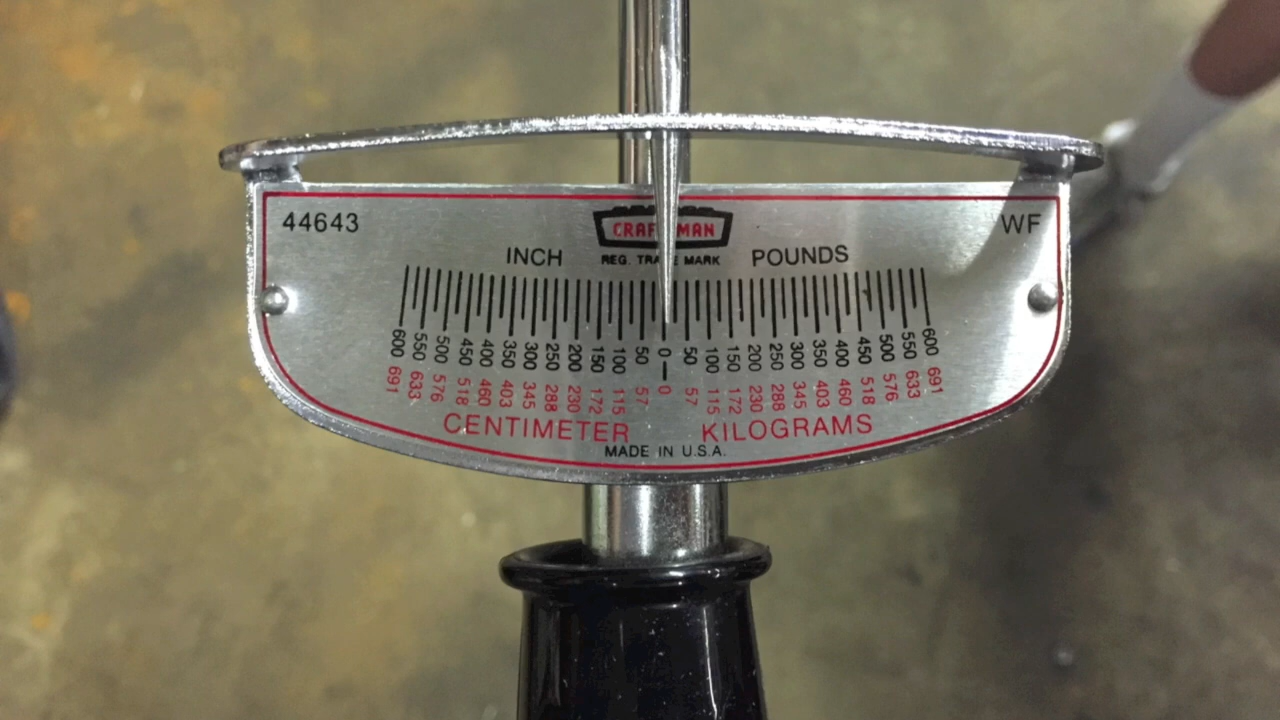 44643 CRAFTSMAN WF
INCH REG. TRADE MARK POUNDS
600 550 500 450 400 350 300 250 200 150 100 50 0 50 100 150 200 250 300 350 400 450 500 550 600
691 633 576 518 460 403 345 288 230 172 115 57 0 57 115 172 230 288 345 403 460 518 576 633 691
CENTIMETER KILOGRAMS
MADE IN U.S.A.